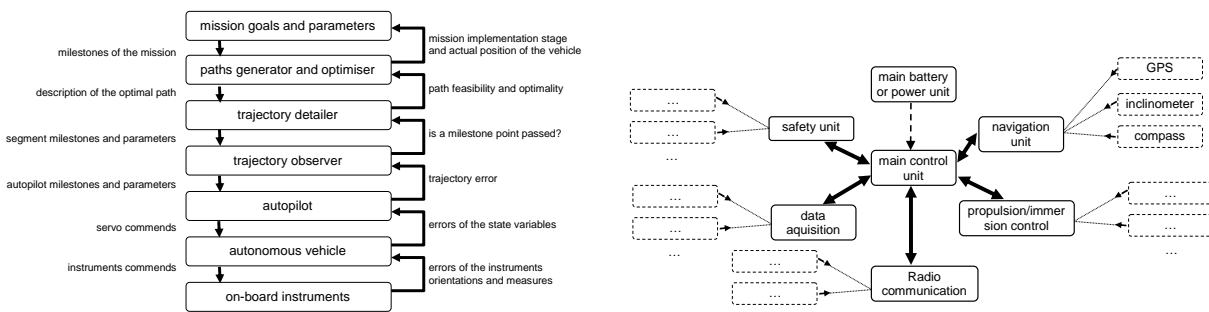 mission goals and parameters
milestones of the mission
mission implementation stage
and actual position of the vehicle
paths generator and optimiser
description of the optimal path
path feasibility and optimality
trajectory detailer
segment milestones and parameters
is a milestone point passed?
trajectory observer
autopilot milestones and parameters
trajectory error
autopilot
servo commends
errors of the state variables
autonomous vehicle
instruments commends
errors of the instruments
orientations and measures
on-board instruments
main battery
or power unit
GPS
inclinometer
compass
...
...
...
safety unit
navigation
unit
main control
unit
...
...
...
data
aquisition
propulsion/immer
sion control
...
...
...
...
...
Radio
communication